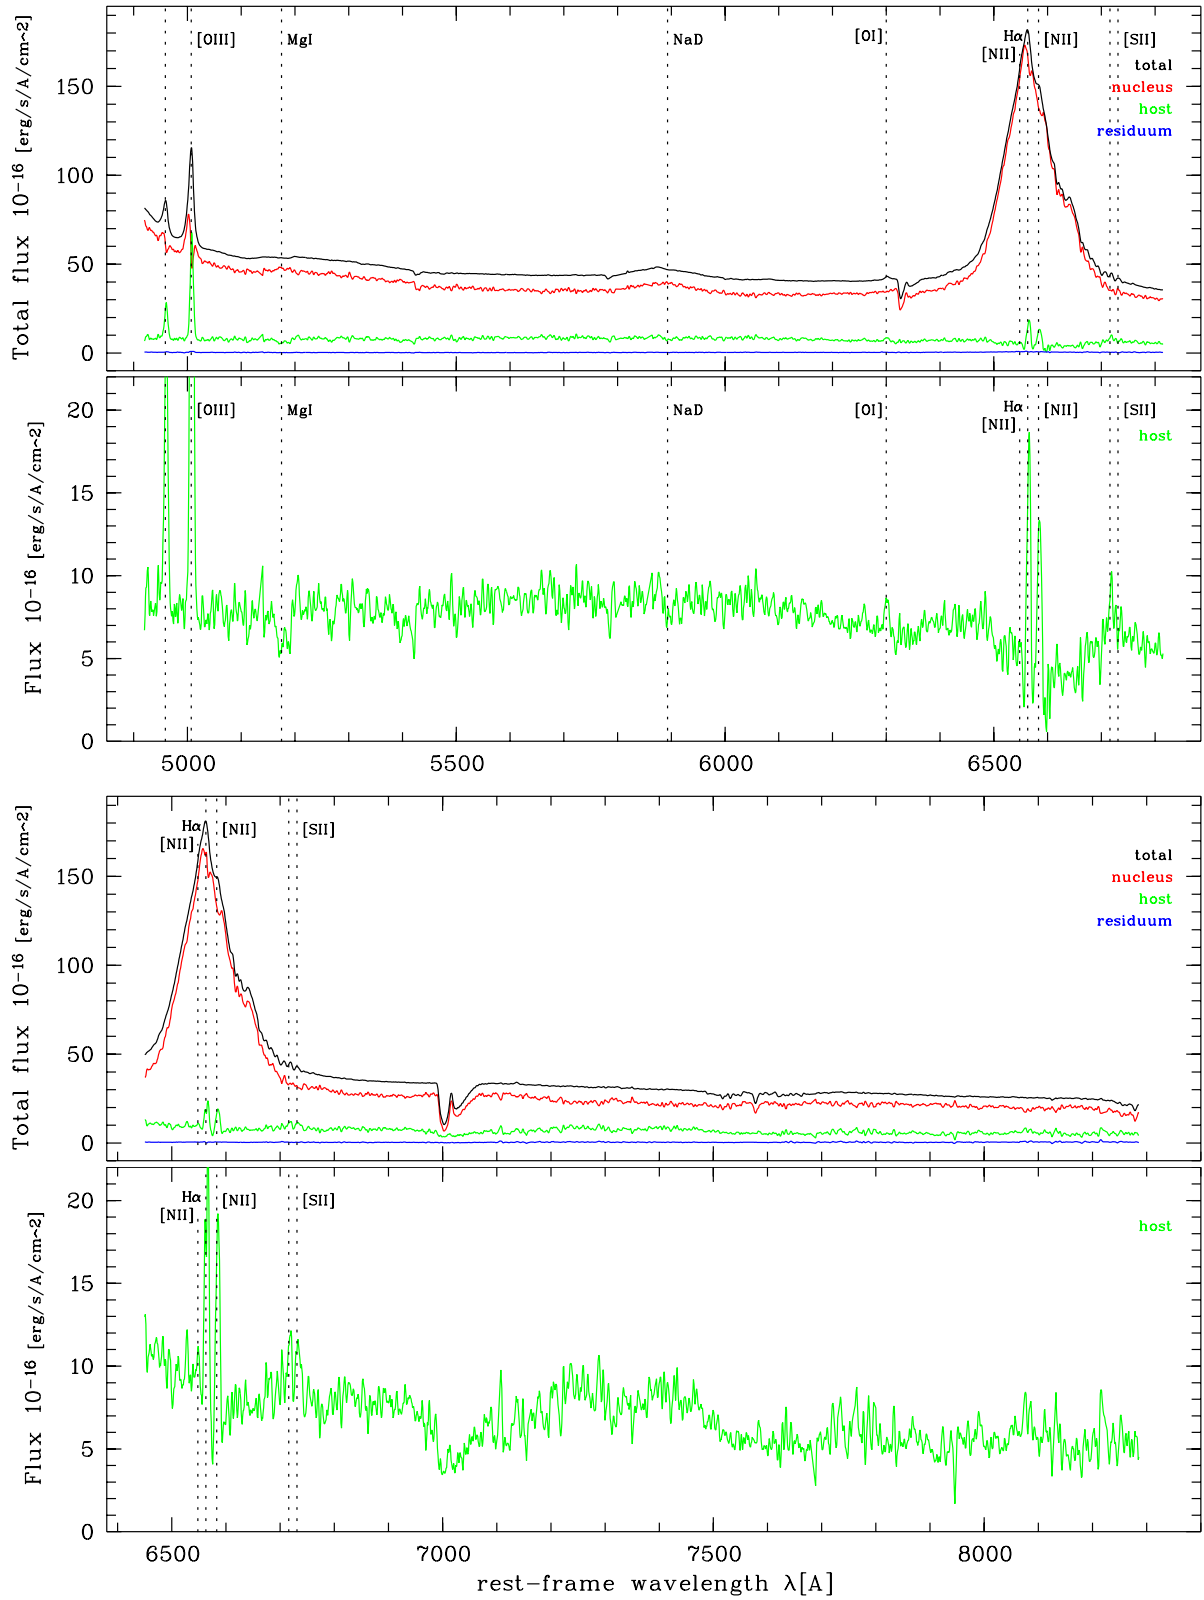 [OIII] MgI NaD [OI] Hα [NII] [NII] [SII]
total
nucleus
host
residuum
150
100
50
0
Total flux 10-16 [erg/s/A/cm^2]
[OIII] MgI NaD [OI] Hα [NII] [NII] [SII]
host
20
15
10
5
0
Flux 10-16 [erg/s/A/cm^2]
5000 5500 6000 6500
Hα [NII] [NII] [SII]
total
nucleus
host
residuum
150
100
50
0
Total flux 10-16 [erg/s/A/cm^2]
Hα [NII] [NII] [SII]
host
20
15
10
5
0
Flux 10-16 [erg/s/A/cm^2]
6500 7000 7500 8000
rest-frame wavelength λ[A]